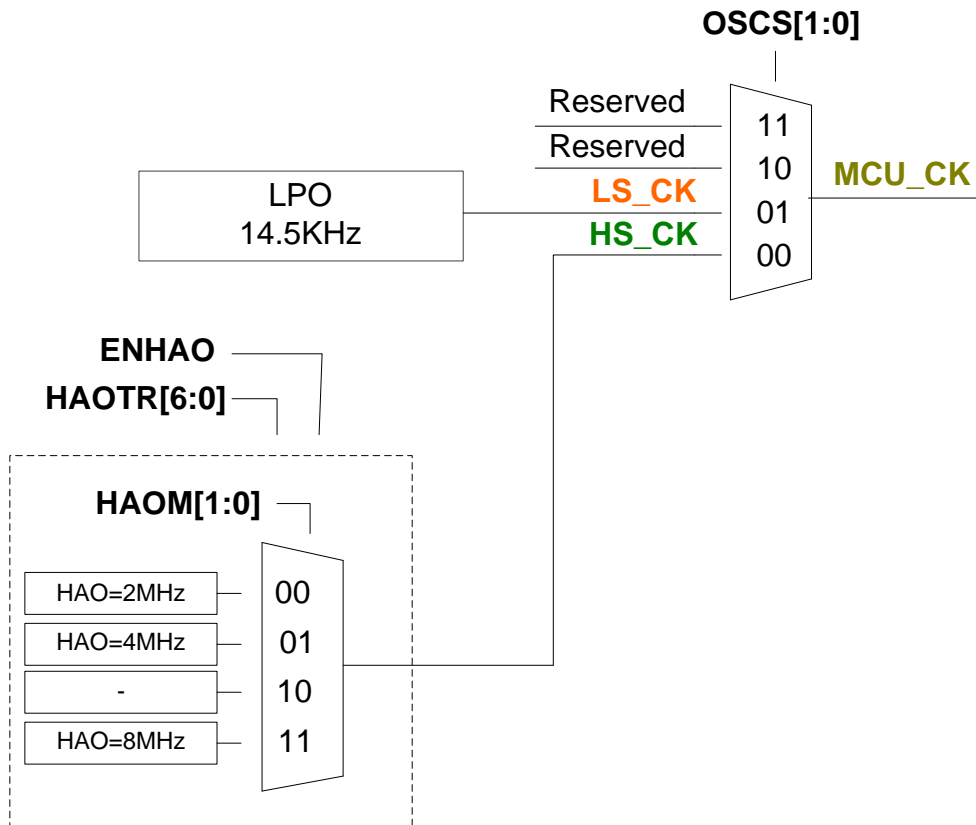 OSCS[1:0]
Reserved
11
Reserved
10
MCU_CK
LPO
14.5KHz
LS_CK
01
HS_CK
00
ENHAO
HAOTR[6:0]
HAOM[1:0]
HAO=2MHz
00
HAO=4MHz
01
-
10
HAO=8MHz
11